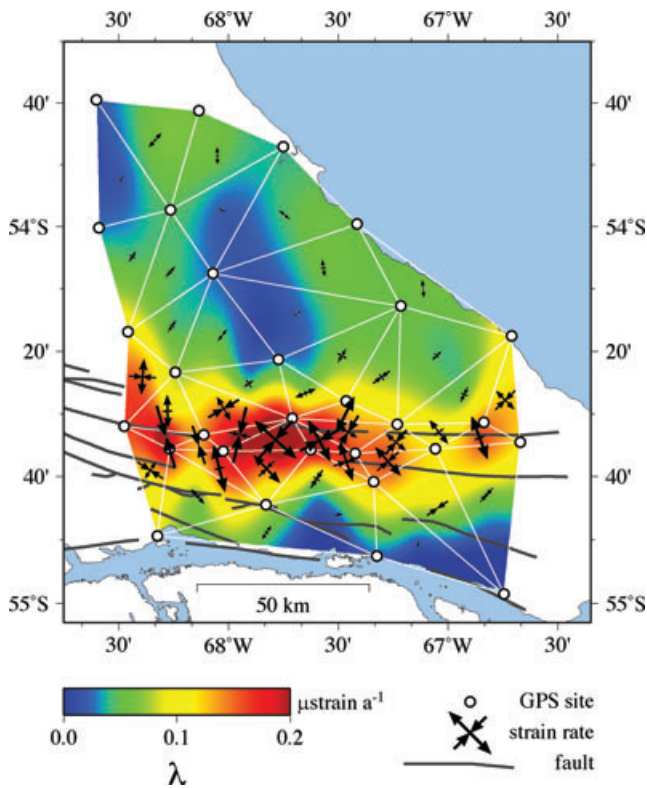 30' 68°W 30' 67°W 30'
40' 40'
54°S 54°S
20' 20'
40' 40'
50 km
55°S 55°S
30' 68°W 30' 67°W 30'
μstrain a⁻¹ GPS site
0.0 0.1 0.2 strain rate
λ fault